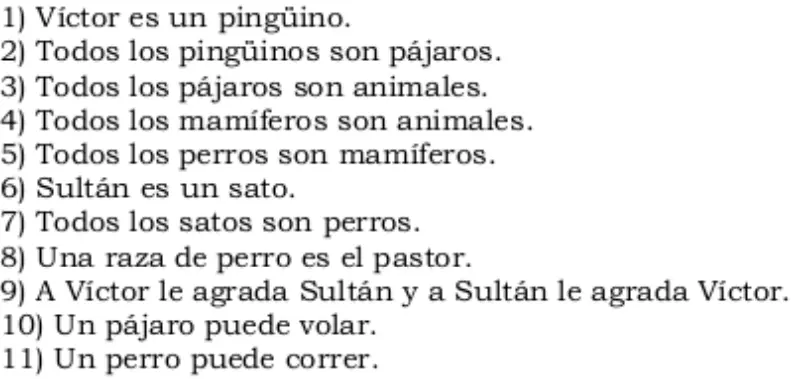 1) Víctor es un pingüino.
2) Todos los pingüinos son pájaros.
3) Todos los pájaros son animales.
4) Todos los mamíferos son animales.
5) Todos los perros son mamíferos.
6) Sultán es un sato.
7) Todos los satos son perros.
8) Una raza de perro es el pastor.
9) A Víctor le agrada Sultán y a Sultán le agrada Víctor.
10) Un pájaro puede volar.
11) Un perro puede correr.